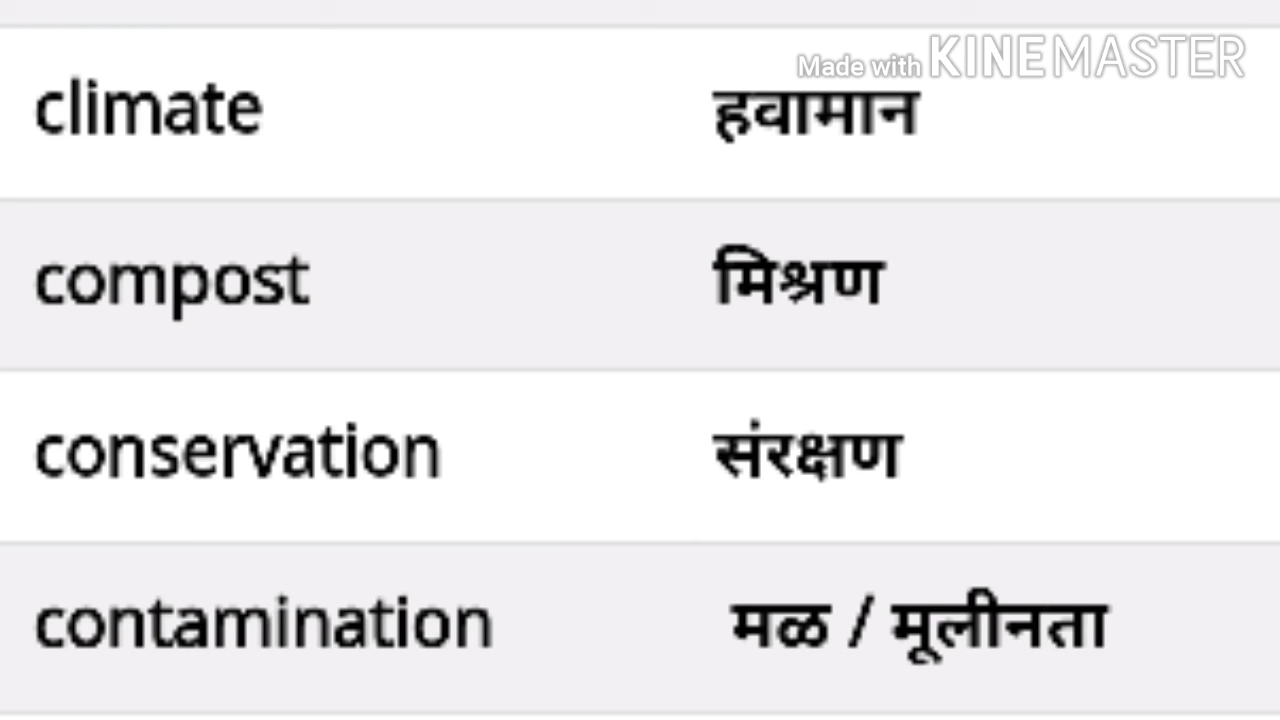 Made with KINEMASTER
climate हवामान
compost मिश्रण
conservation संरक्षण
contamination मळ / मूलीनता